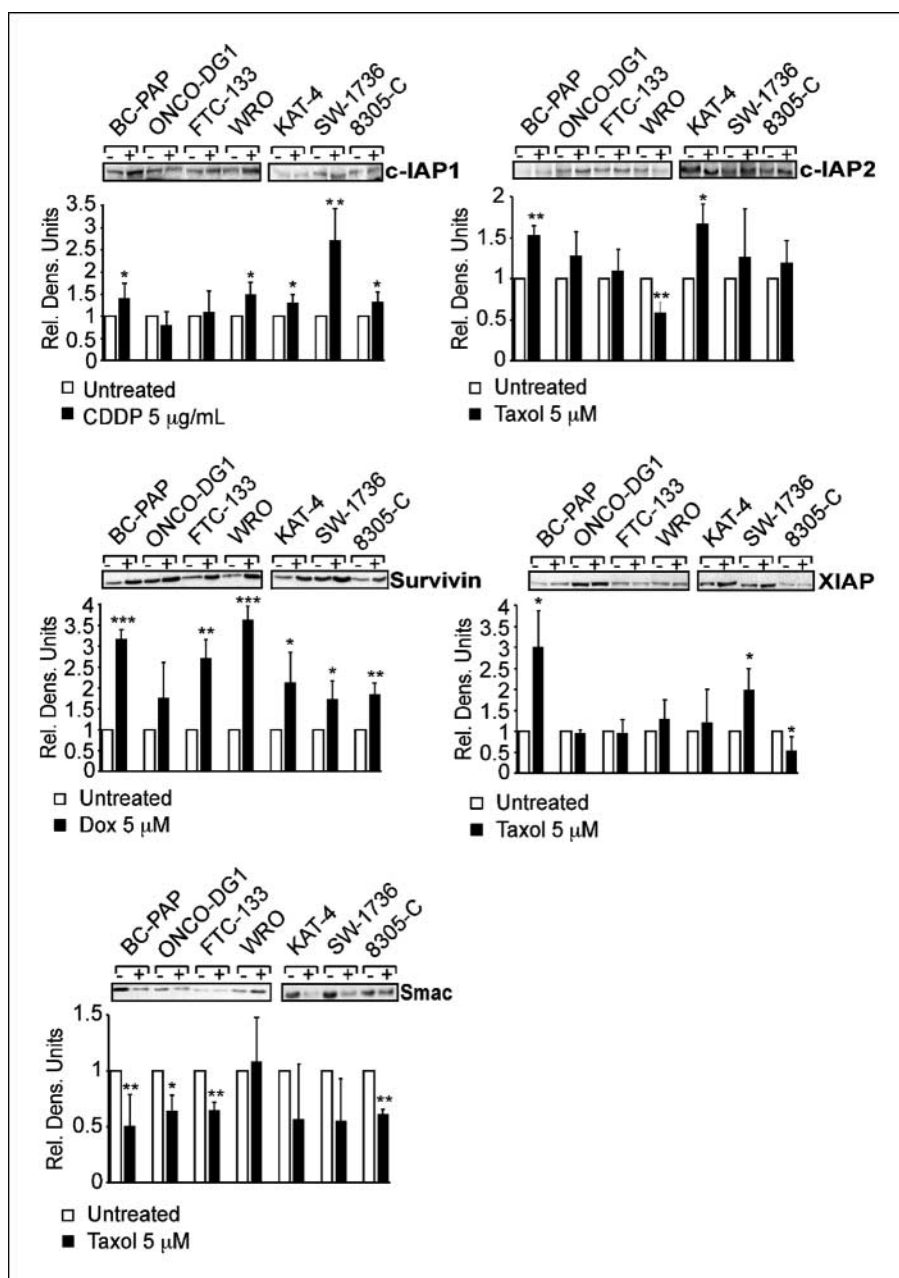 BC-PAP ONCO-DG1 FTC-133 WRO KAT-4 SW-1736 8305-C
- + - + - + - + - + - + - +
c-IAP1
Rel. Dens. Units
3.5
3
2.5
2
1.5
1
0.5
0
* * * ** *
Untreated
CDDP 5 µg/mL
BC-PAP ONCO-DG1 FTC-133 WRO KAT-4 SW-1736 8305-C
- + - + - + - + - + - + - +
c-IAP2
Rel. Dens. Units
2
1.5
1
0.5
0
** ** *
Untreated
Taxol 5 µM
BC-PAP ONCO-DG1 FTC-133 WRO KAT-4 SW-1736 8305-C
- + - + - + - + - + - + - +
Survivin
Rel. Dens. Units
4
3.5
3
2.5
2
1.5
1
0.5
0
*** ** *** * * **
Untreated
Dox 5 µM
BC-PAP ONCO-DG1 FTC-133 WRO KAT-4 SW-1736 8305-C
- + - + - + - + - + - + - +
XIAP
Rel. Dens. Units
4
3.5
3
2.5
2
1.5
1
0.5
0
* * *
Untreated
Taxol 5 µM
BC-PAP ONCO-DG1 FTC-133 WRO KAT-4 SW-1736 8305-C
- + - + - + - + - + - + - +
Smac
Rel. Dens. Units
1.5
1
0.5
0
** * ** **
Untreated
Taxol 5 µM